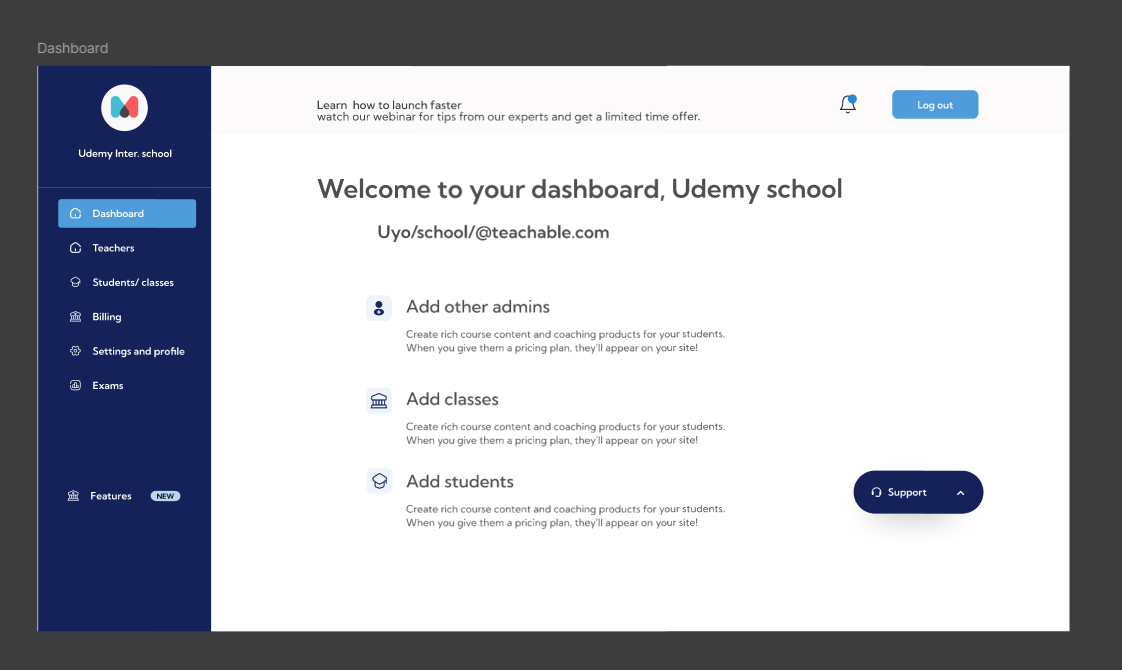 Dashboard
Udemy Inter. school
Dashboard
Teachers
Students/ classes
Billing
Settings and profile
Exams
Features NEW
Learn how to launch faster
watch our webinar for tips from our experts and get a limited time offer.
Log out
Welcome to your dashboard, Udemy school
Uyo/school/@teachable.com
Add other admins
Create rich course content and coaching products for your students.
When you give them a pricing plan, they'll appear on your site!
Add classes
Create rich course content and coaching products for your students.
When you give them a pricing plan, they'll appear on your site!
Add students
Create rich course content and coaching products for your students.
When you give them a pricing plan, they'll appear on your site!
Support